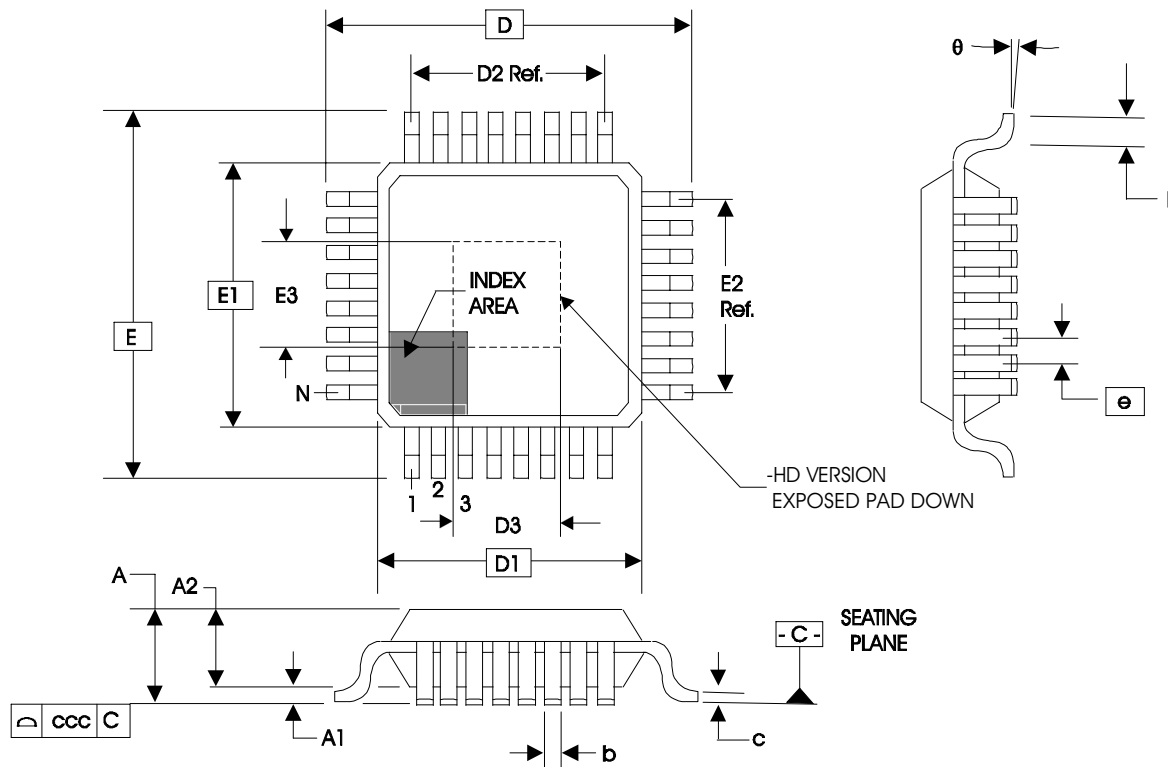 D
D2 Ref.
θ
E
E1
E3
INDEX
AREA
E2
Ref.
N
e
1
2
3
D3
-HD VERSION
EXPOSED PAD DOWN
D1
A
A2
- C -
SEATING
PLANE
ccc C
A1
b
c